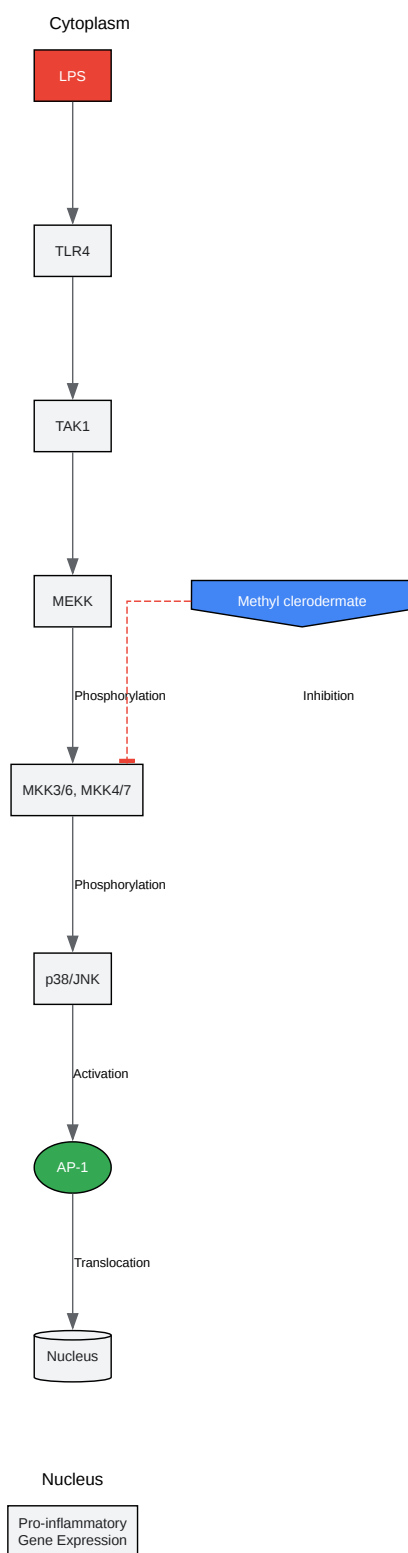 Cytoplasm
LPS
TLR4
TAK1
MEKK
Methyl clerodermate
Phosphorylation
Inhibition
MKK3/6, MKK4/7
Phosphorylation
p38/JNK
Activation
AP-1
Translocation
Nucleus
Nucleus
Pro-inflammatory
Gene Expression